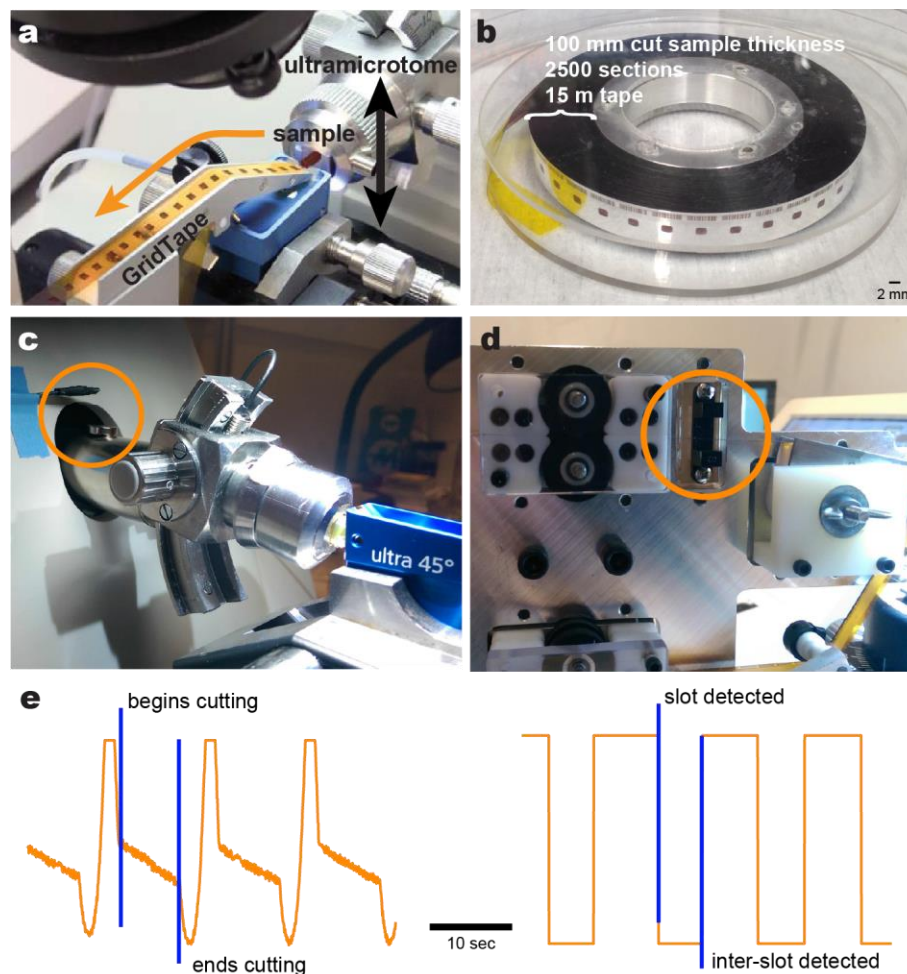 a
ultramicrotome
sample
GridTape
b
100 mm cut sample thickness
2500 sections
15 m tape
2 mm
c
ultra 45°
d
e
begins cutting
ends cutting
10 sec
slot detected
inter-slot detected